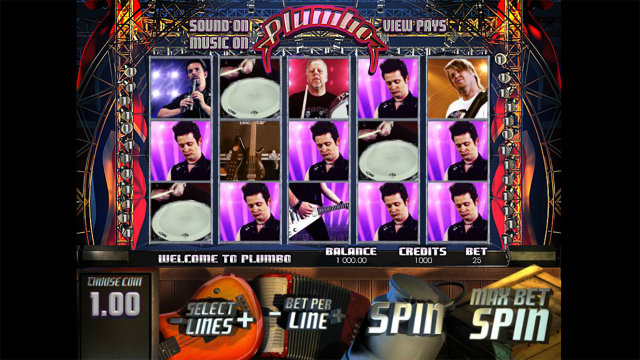 SOUND ON
MUSIC ON
Plumbo
VIEW PAYS
WELCOME TO PLUMBO
BALANCE
1 000.00
CREDITS
1000
BET
25
CHOOSE COIN
1.00
- SELECT LINES +
- BET PER LINE +
SPIN
MAX BET
SPIN